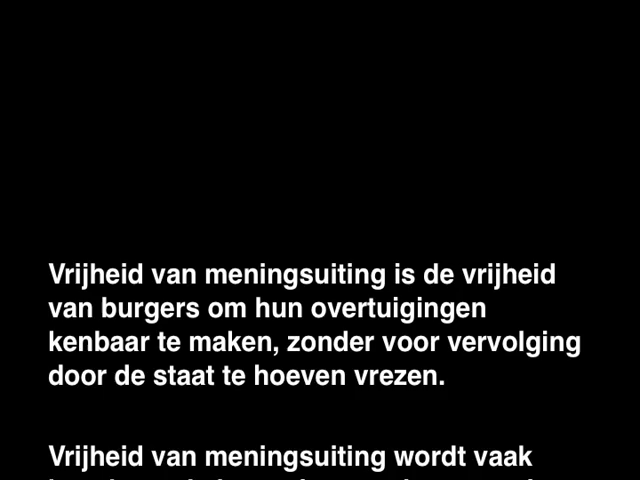 Vrijheid van meningsuiting is de vrijheid
van burgers om hun overtuigingen
kenbaar te maken, zonder voor vervolging
door de staat te hoeven vrezen.
Vrijheid van meningsuiting wordt vaak